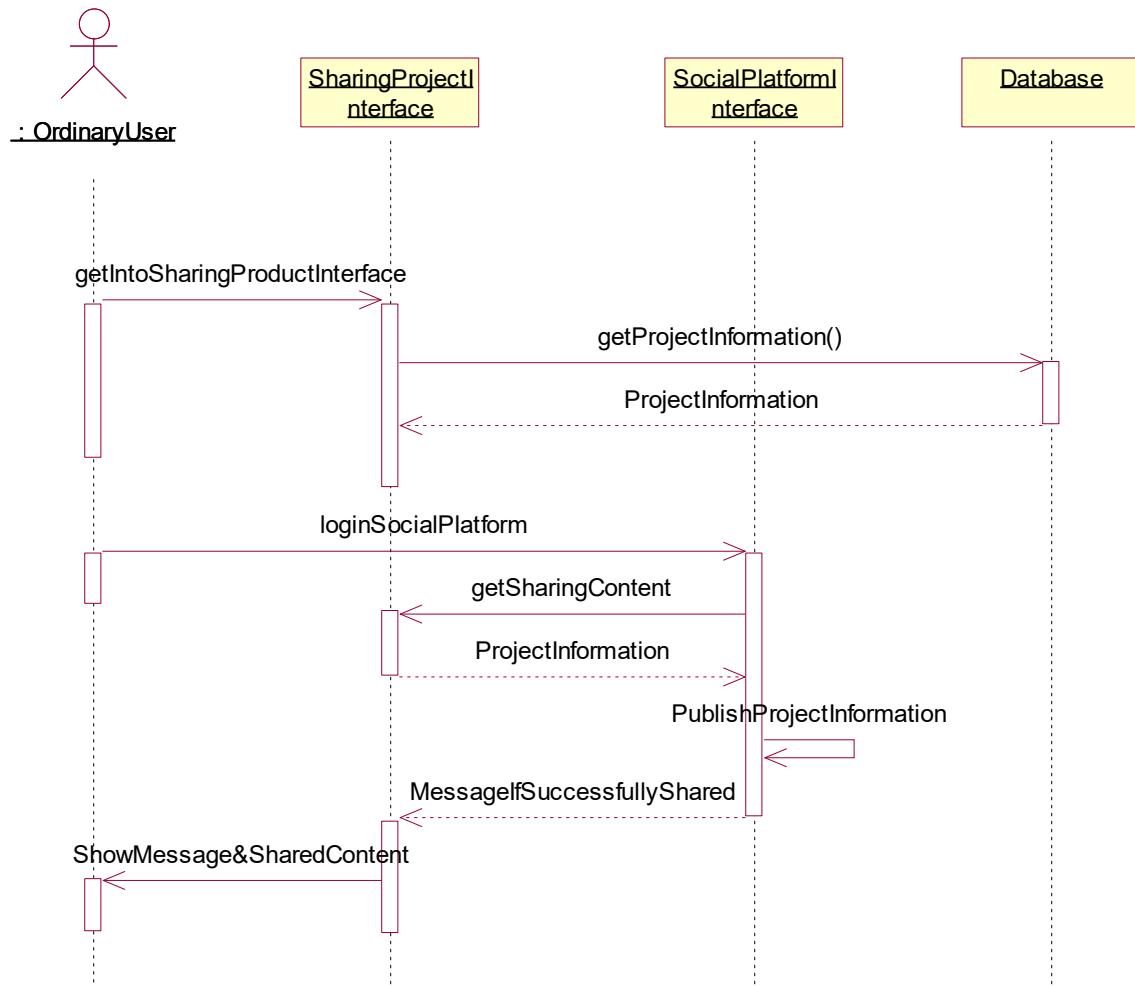 SharingProjectI
nterface
SocialPlatformI
nterface
Database
: OrdinaryUser
getIntoSharingProductInterface
getProjectInformation()
ProjectInformation
loginSocialPlatform
getSharingContent
ProjectInformation
PublishProjectInformation
MessageIfSuccessfullyShared
ShowMessage&SharedContent